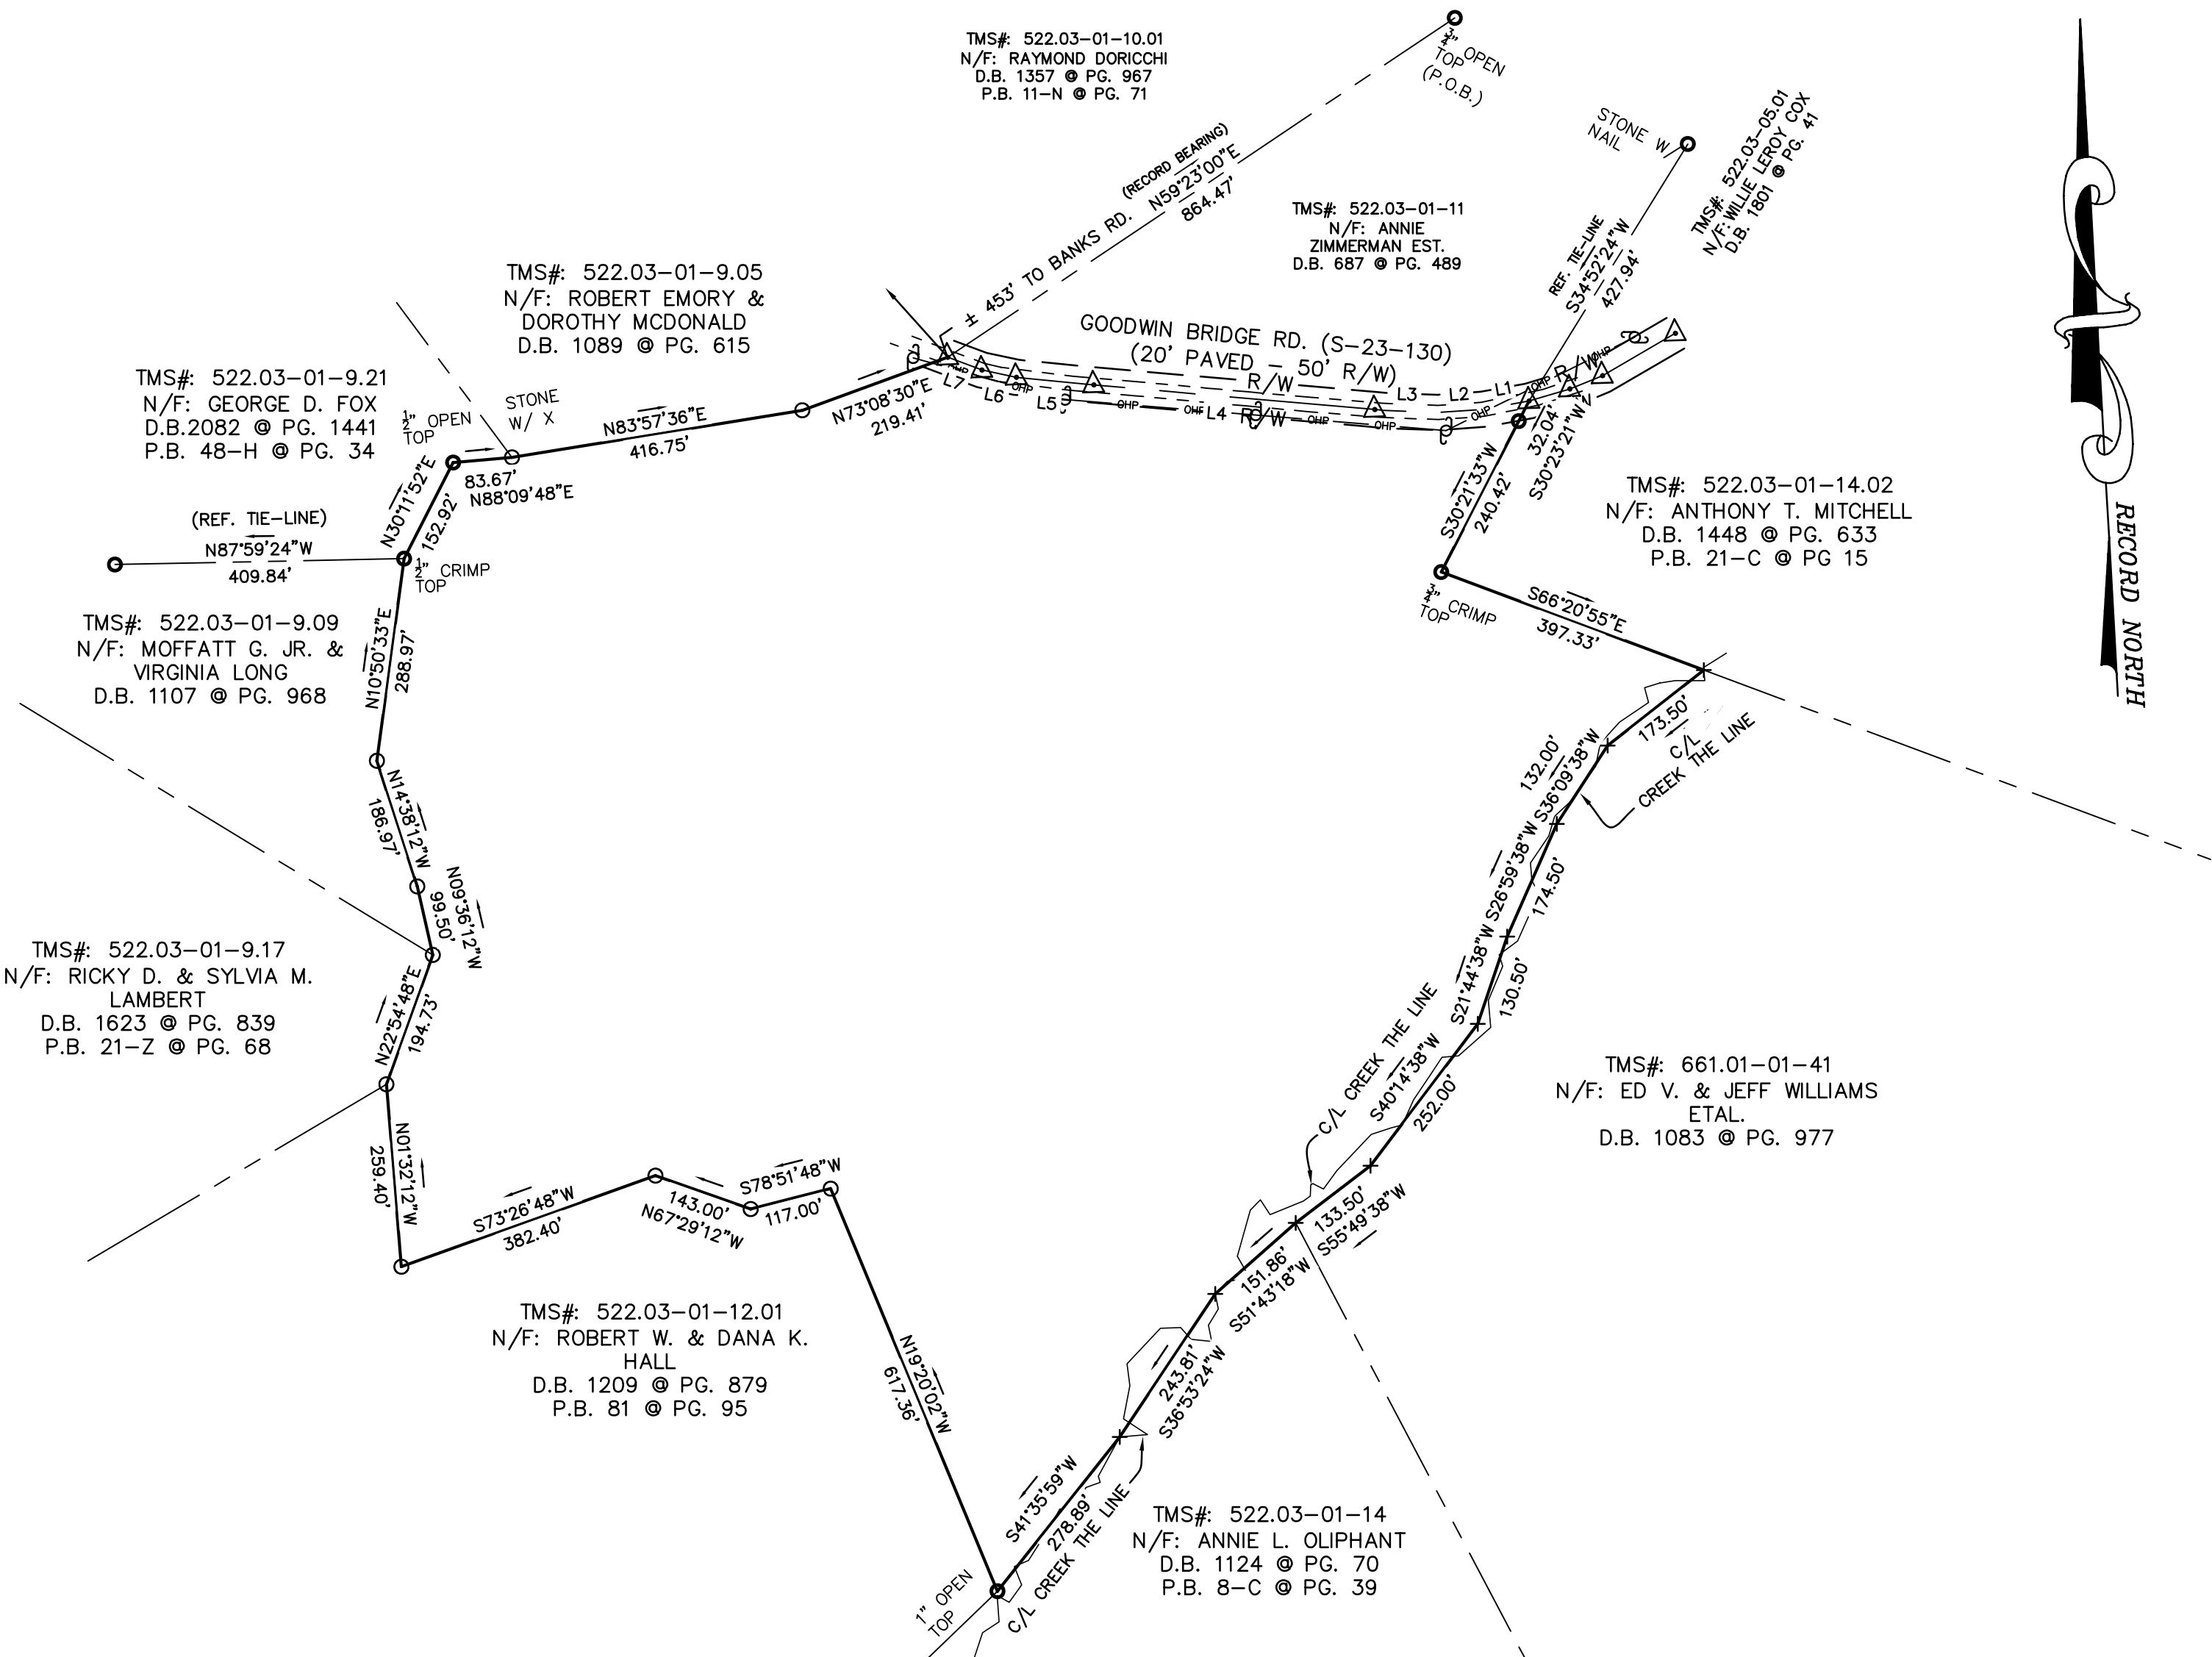 TMS#: 522.03-01-10.01
N/F: RAYMOND DORICCHI
D.B. 1357 @ PG. 967
P.B. 11-N @ PG. 71
3/4" OPEN
TOP
(P.O.B.)
STONE W/
NAIL
TMS#: 522.03-05.01
N/F: WILLIE LEROY COX
D.B. 1801 @ PG. 41
(RECORD BEARING)
± 453' TO BANKS RD. N59°23'00"E
864.47'
TMS#: 522.03-01-11
N/F: ANNIE
ZIMMERMAN EST.
D.B. 687 @ PG. 489
REF. TIE-LINE
S34°52'24"W
427.94'
TMS#: 522.03-01-9.05
N/F: ROBERT EMORY &
DOROTHY MCDONALD
D.B. 1089 @ PG. 615
GOODWIN BRIDGE RD. (S-23-130)
(20' PAVED - 50' R/W)
R/W
L3 L2 L1
R/W
OHP
L7
L6
OHP
L5
OHP
OHP
L4
R/W
OHP
OHP
OHP
OHP
OHP
TMS#: 522.03-01-9.21
N/F: GEORGE D. FOX
D.B.2082 @ PG. 1441
P.B. 48-H @ PG. 34
1/2" OPEN
TOP
STONE
W/ X
N83°57'36"E
416.75'
N73°08'30"E
219.41'
83.67'
N88°09'48"E
N30°11'52"E
152.92'
(REF. TIE-LINE)
N87°59'24"W
409.84'
1/2" CRIMP
TOP
32.04'
S30°23'21"W
S30°21'33"W
240.42'
TMS#: 522.03-01-14.02
N/F: ANTHONY T. MITCHELL
D.B. 1448 @ PG. 633
P.B. 21-C @ PG 15
RECORD NORTH
3/4" CRIMP
TOP
S66°20'55"E
397.33'
TMS#: 522.03-01-9.09
N/F: MOFFATT G. JR. &
VIRGINIA LONG
D.B. 1107 @ PG. 968
N10°50'33"E
288.97'
173.50'
C/L
CREEK THE LINE
132.00'
S36°09'38"W
N14°38'12"W
186.97'
S26°59'38"W
174.50'
N09°36'12"W
99.50'
TMS#: 522.03-01-9.17
N/F: RICKY D. & SYLVIA M.
LAMBERT
D.B. 1623 @ PG. 839
P.B. 21-Z @ PG. 68
N22°54'48"E
194.73'
S21°44'38"W
130.50'
C/L CREEK THE LINE
S40°14'38"W
252.00'
TMS#: 661.01-01-41
N/F: ED V. & JEFF WILLIAMS
ETAL.
D.B. 1083 @ PG. 977
N01°32'12"W
259.40'
S73°26'48"W
382.40'
143.00'
N67°29'12"W
S78°51'48"W
117.00'
133.50'
S55°49'38"W
151.86'
S51°43'18"W
TMS#: 522.03-01-12.01
N/F: ROBERT W. & DANA K.
HALL
D.B. 1209 @ PG. 879
P.B. 81 @ PG. 95
N19°20'02"W
617.36'
243.81'
S36°53'24"W
S41°35'59"W
278.89'
C/L CREEK THE LINE
1" OPEN
TOP
TMS#: 522.03-01-14
N/F: ANNIE L. OLIPHANT
D.B. 1124 @ PG. 70
P.B. 8-C @ PG. 39